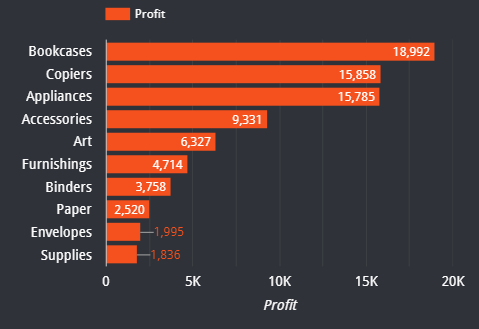 Profit
Bookcases 18,992
Copiers 15,858
Appliances 15,785
Accessories 9,331
Art 6,327
Furnishings 4,714
Binders 3,758
Paper 2,520
Envelopes 1,995
Supplies 1,836
0 5K 10K 15K 20K
Profit